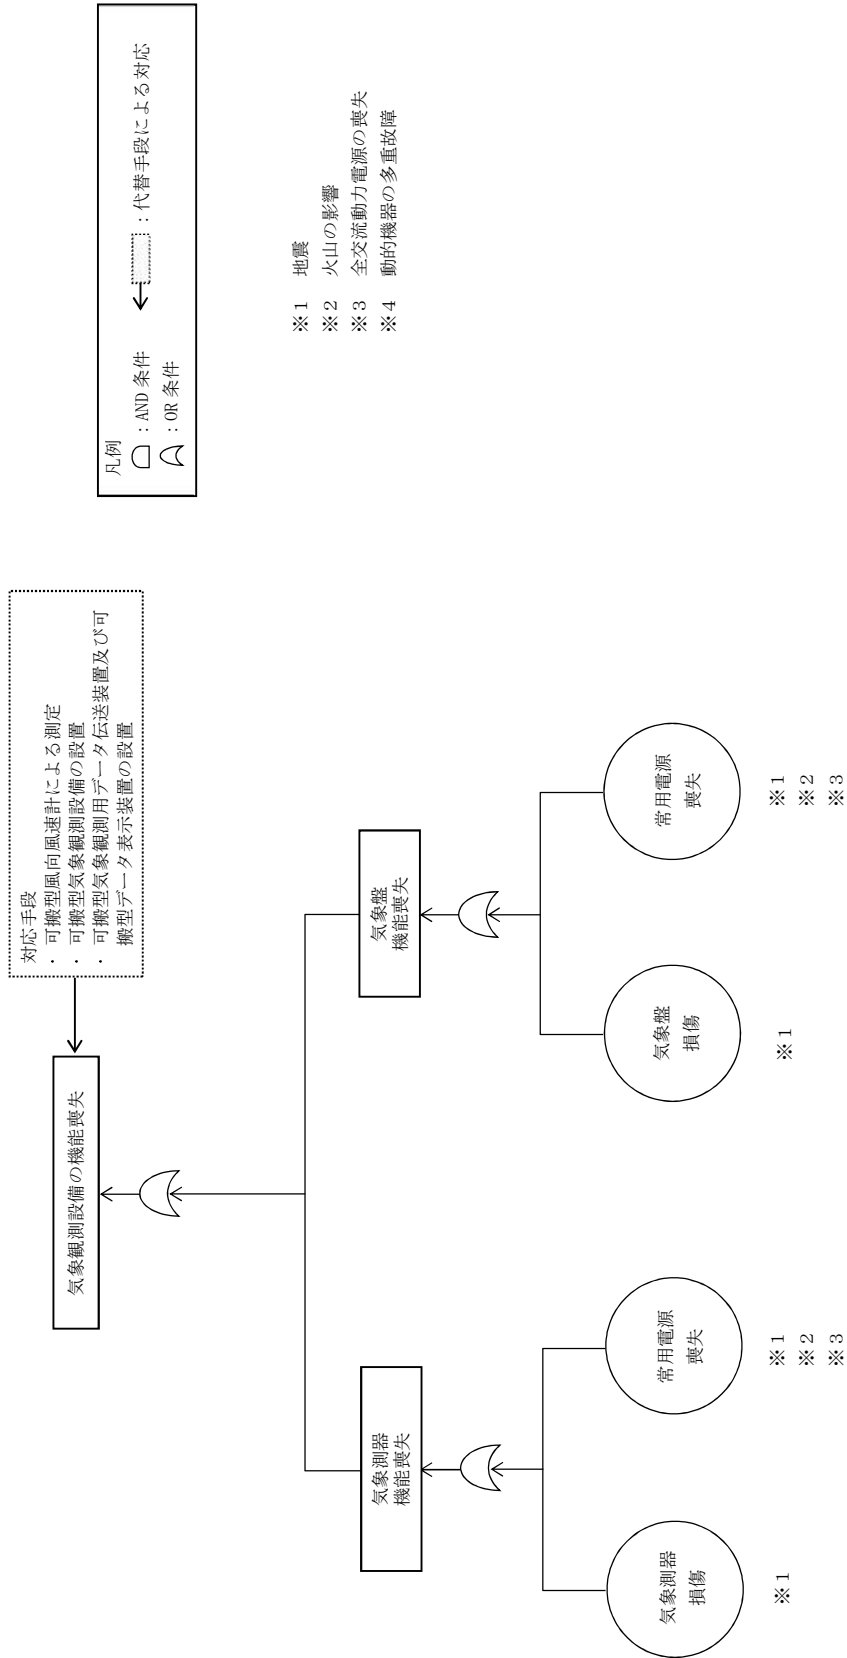 対応手段
・ 可搬型風向風速計による測定
・ 可搬型気象観測設備の設置
・ 可搬型気象観測用データ伝送装置及び可
搬型データ表示装置の設置
凡例
：AND 条件
：OR 条件
：代替手段による対応
気象観測設備の機能喪失
※１ 地震
※２ 火山の影響
※３ 全交流動力電源の喪失
※４ 動的機器の多重故障
気象測器
機能喪失
気象盤
機能喪失
気象測器
損傷
常用電源
喪失
気象盤
損傷
常用電源
喪失
※１
※１
※２
※３
※１
※１
※２
※３